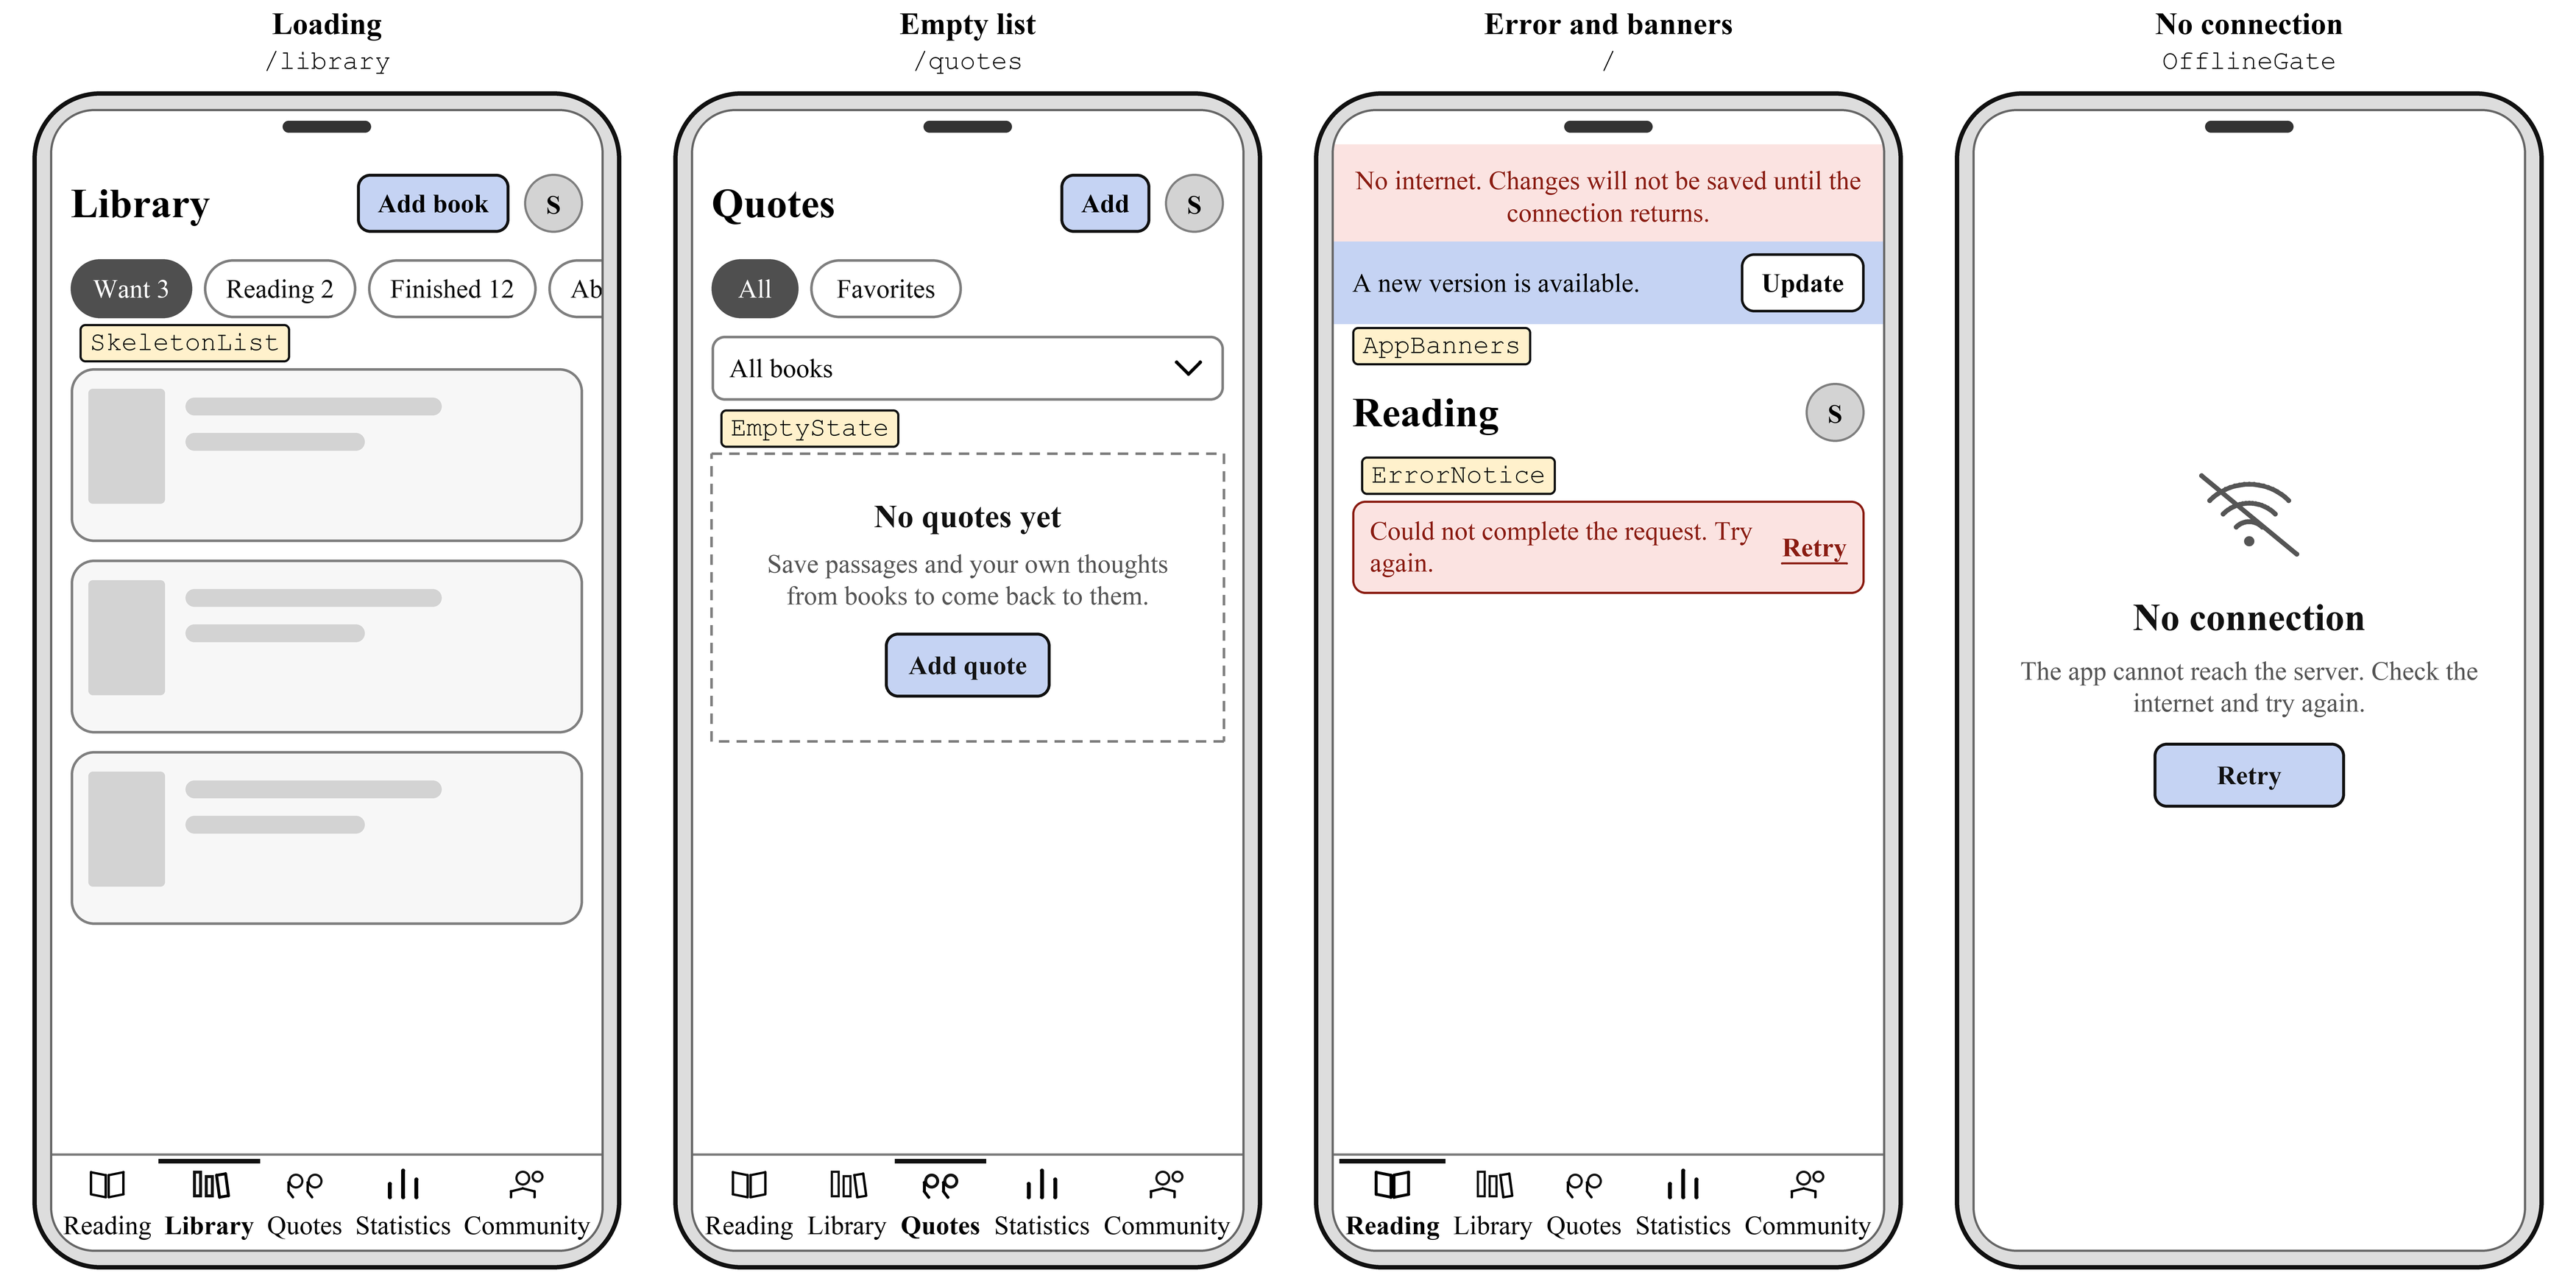 Loading
/library
Library
Add book
S
Want 3
Reading 2
Finished 12
Ab
SkeletonList
Reading
Library
Quotes
Statistics
Community
Empty list
/quotes
Quotes
Add
S
All
Favorites
All books
EmptyState
No quotes yet
Save passages and your own thoughts
from books to come back to them.
Add quote
Reading
Library
Quotes
Statistics
Community
Error and banners
/
No internet. Changes will not be saved until the
connection returns.
A new version is available.
Update
AppBanners
Reading
S
ErrorNotice
Could not complete the request. Try
again.
Retry
Reading
Library
Quotes
Statistics
Community
No connection
OfflineGate
No connection
The app cannot reach the server. Check the
internet and try again.
Retry